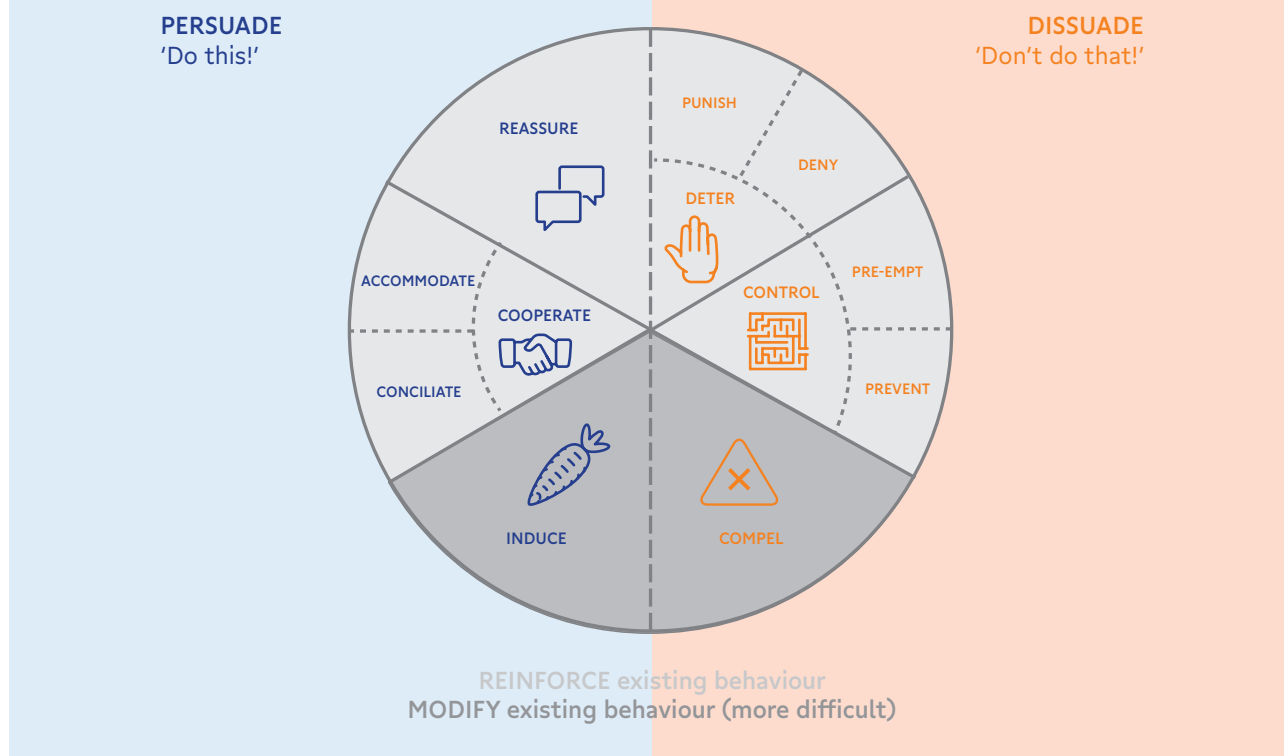 PERSUADE
'Do this!'
DISSUADE
'Don't do that!'
REASSURE
ACCOMMODATE
COOPERATE
CONCILIATE
INDUCE
PUNISH
DENY
DETER
PRE-EMPT
CONTROL
PREVENT
COMPEL
REINFORCE existing behaviour
MODIFY existing behaviour (more difficult)